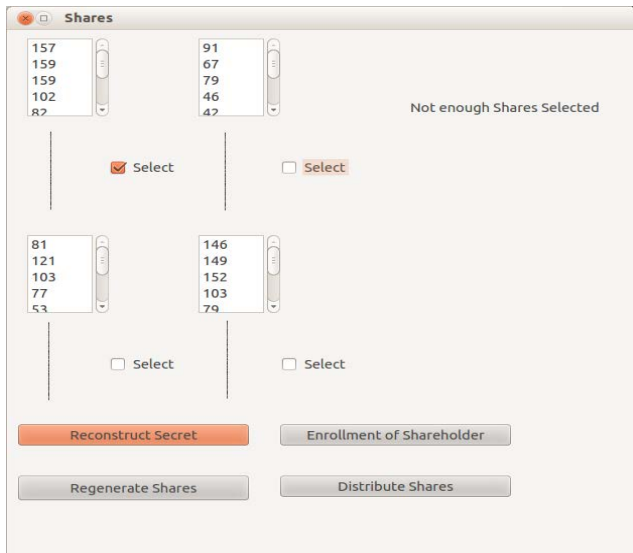 Shares
157
159
159
102
82
91
67
79
46
42
Not enough Shares Selected
Select
Select
81
121
103
77
53
146
149
152
103
79
Select
Select
Reconstruct Secret
Enrollment of Shareholder
Regenerate Shares
Distribute Shares